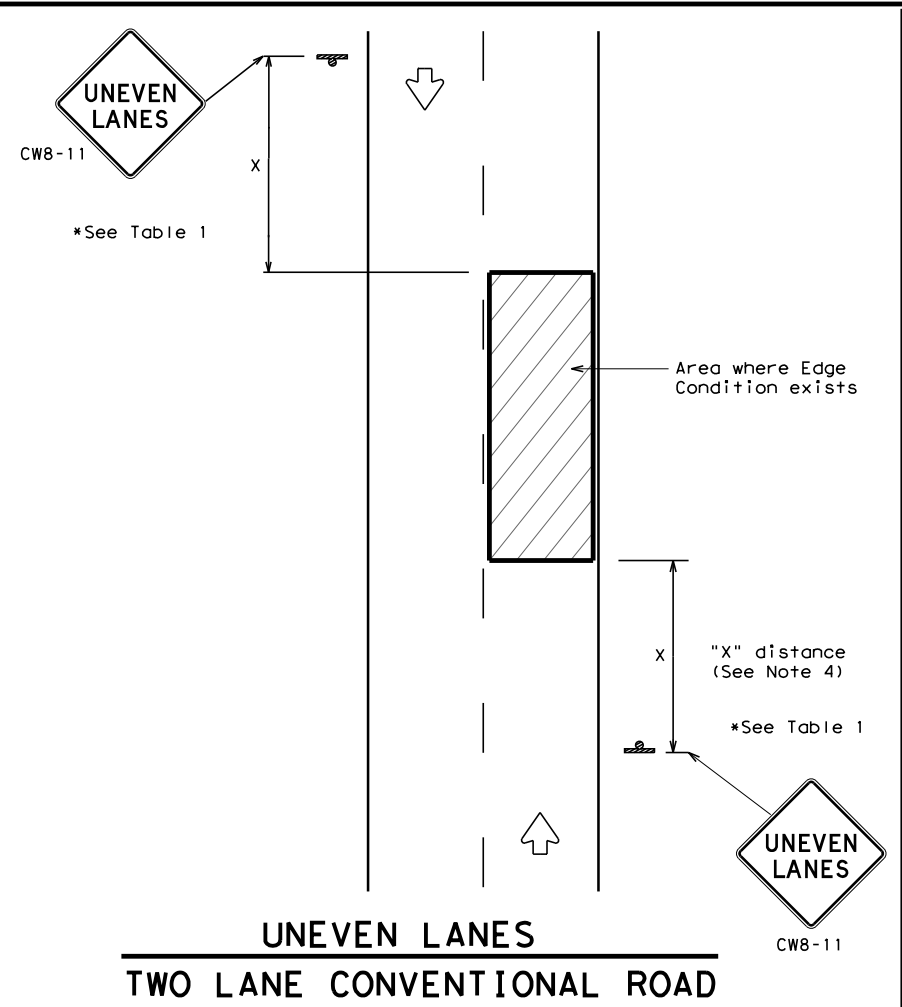 UNEVEN
LANES
CW8-11
X
*See Table 1
Area where Edge
Condition exists
X
"X" distance
(See Note 4)
*See Table 1
UNEVEN
LANES
CW8-11
UNEVEN LANES
TWO LANE CONVENTIONAL ROAD